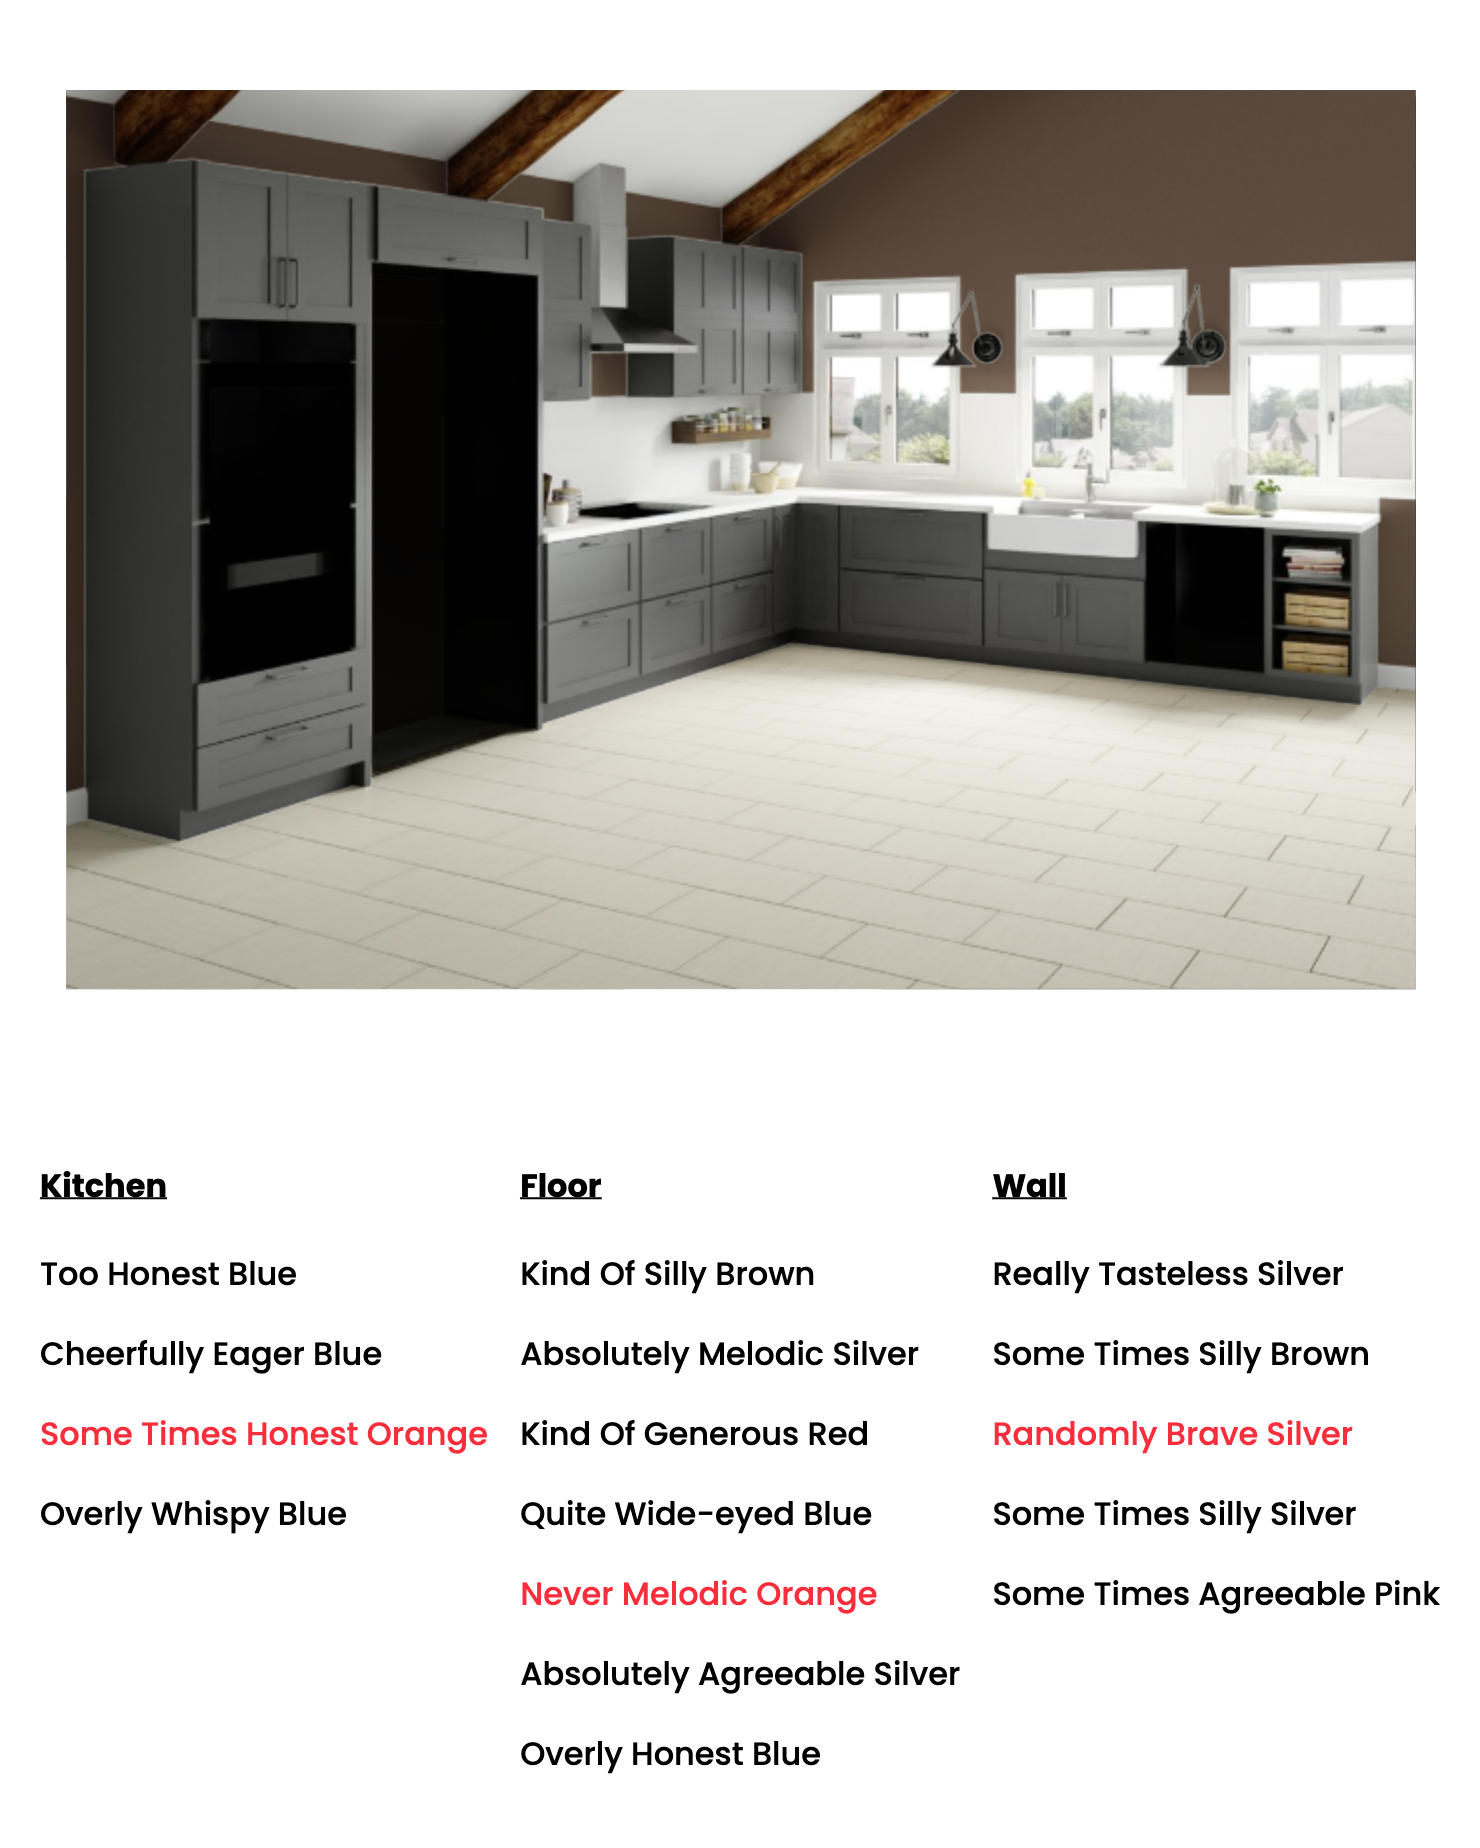 Kitchen
Too Honest Blue
Cheerfully Eager Blue
Some Times Honest Orange
Overly Whispy Blue
Floor
Kind Of Silly Brown
Absolutely Melodic Silver
Kind Of Generous Red
Quite Wide-eyed Blue
Never Melodic Orange
Absolutely Agreeable Silver
Overly Honest Blue
Wall
Really Tasteless Silver
Some Times Silly Brown
Randomly Brave Silver
Some Times Silly Silver
Some Times Agreeable Pink